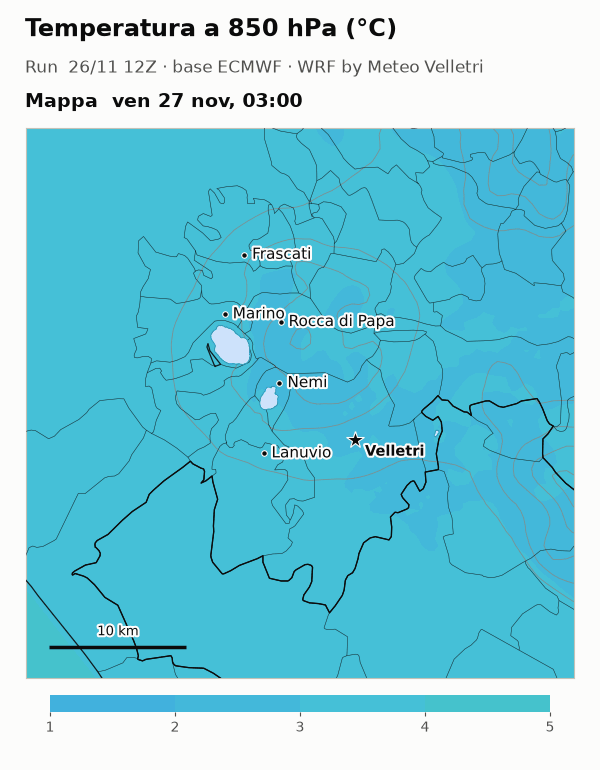 Temperatura a 850 hPa (°C)
Run 26/11 12Z · base ECMWF · WRF by Meteo Velletri
Mappa ven 27 nov, 03:00
Frascati
Marino
Rocca di Papa
Nemi
Velletri
Lanuvio
10 km
1 2 3 4 5